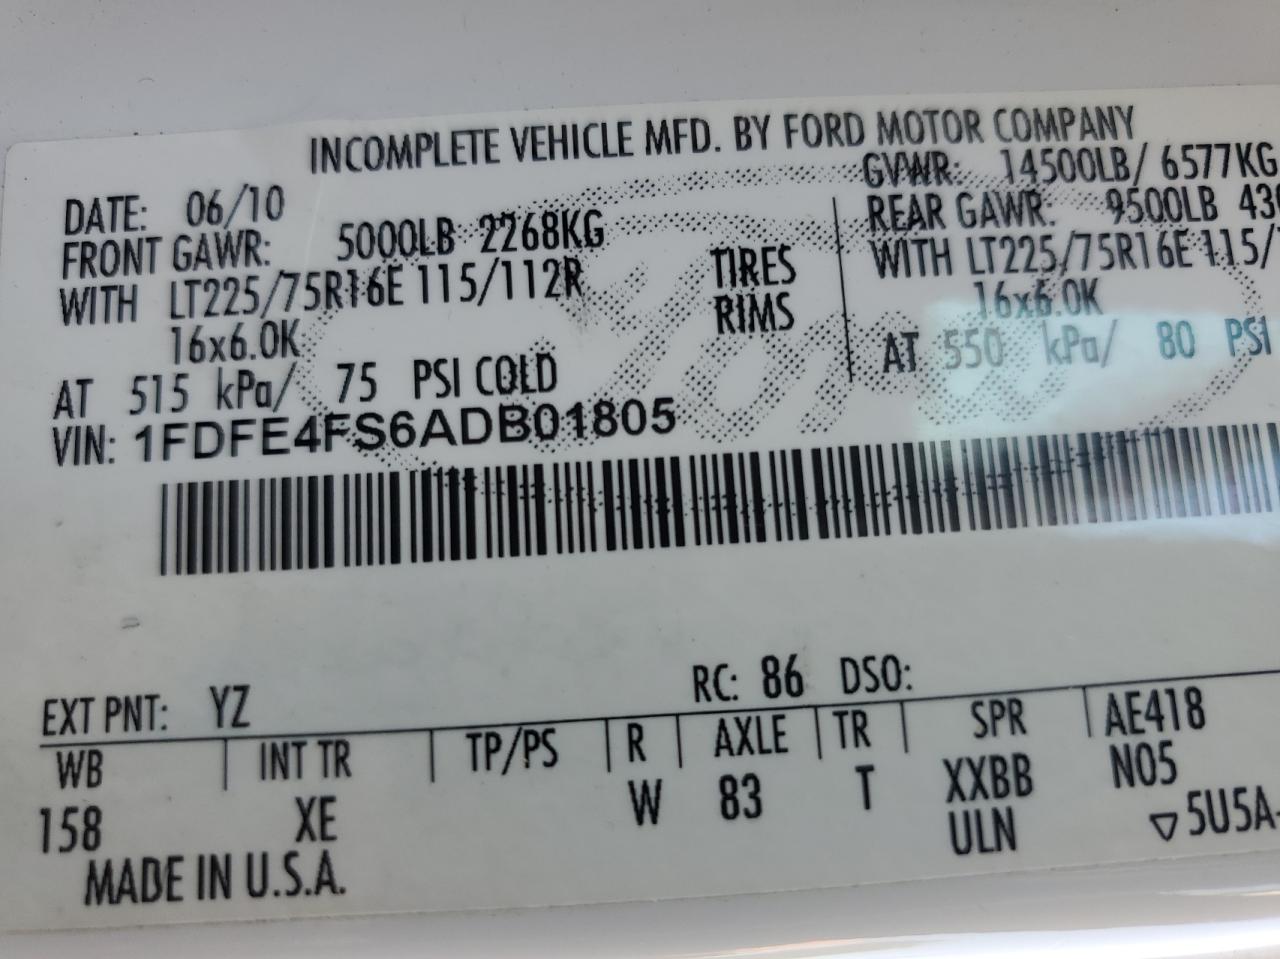 INCOMPLETE VEHICLE MFD. BY FORD MOTOR COMPANY
DATE: 06/10
GVWR: 14500LB/ 6577KG
FRONT GAWR: 5000LB 2268KG
REAR GAWR: 9500LB
WITH LT225/75R16E 115/112R
TIRES
WITH LT225/75R16E 115/
16x6.0K
RIMS
16x6.0K
AT 515 kPa/ 75 PSI COLD
AT 550 kPa/ 80 PSI
VIN: 1FDFE4FS6ADB01805
EXT PNT: YZ RC: 86 DSO:
WB INT TR TP/PS R AXLE TR SPR AE418
158 XE W 83 T XXBB N05
ULN 5U5A-
MADE IN U.S.A.